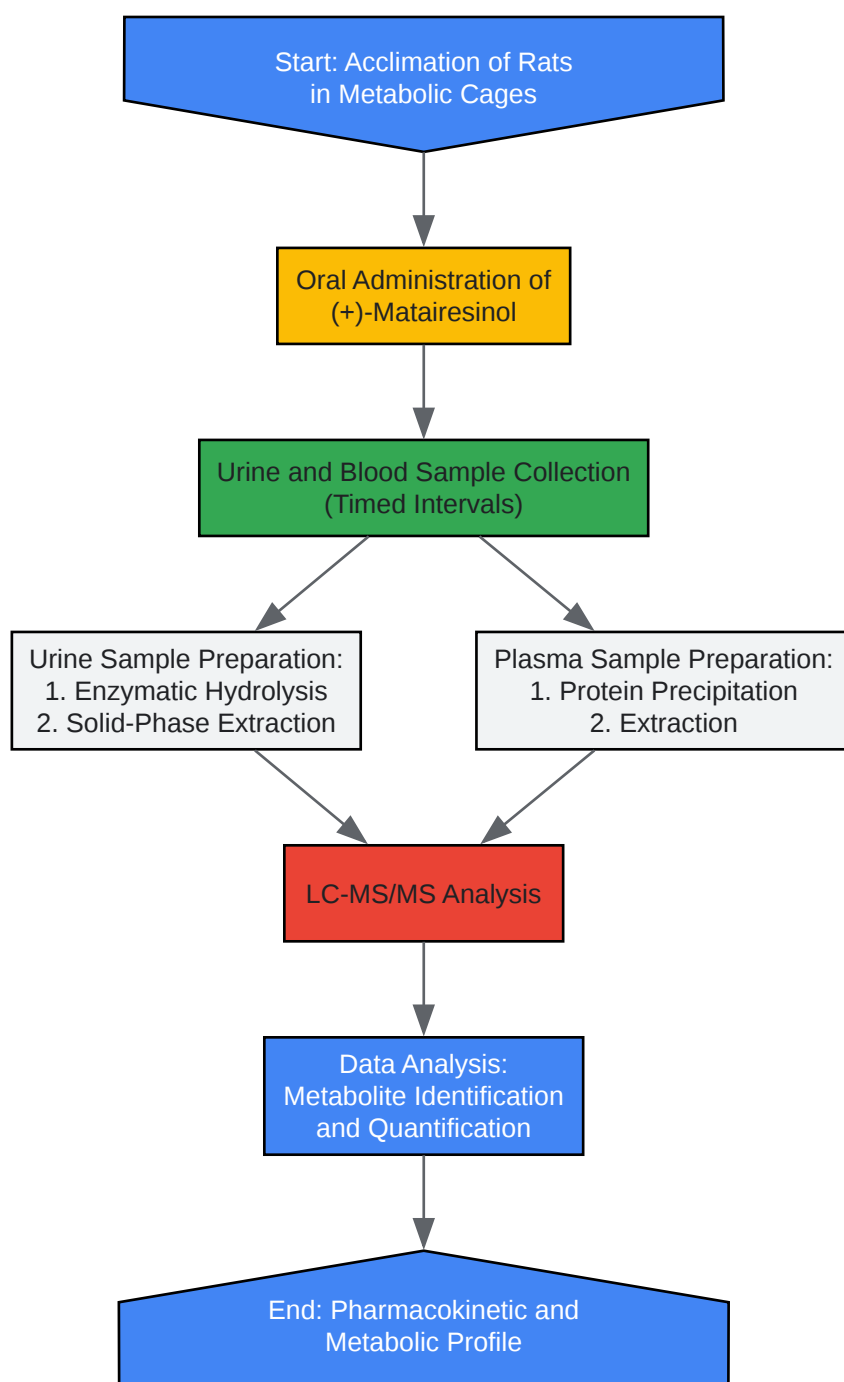 Start: Acclimation of Rats
in Metabolic Cages
Oral Administration of
(+)-Matairesinol
Urine and Blood Sample Collection
(Timed Intervals)
Urine Sample Preparation:
1. Enzymatic Hydrolysis
2. Solid-Phase Extraction
Plasma Sample Preparation:
1. Protein Precipitation
2. Extraction
LC-MS/MS Analysis
Data Analysis:
Metabolite Identification
and Quantification
End: Pharmacokinetic and
Metabolic Profile